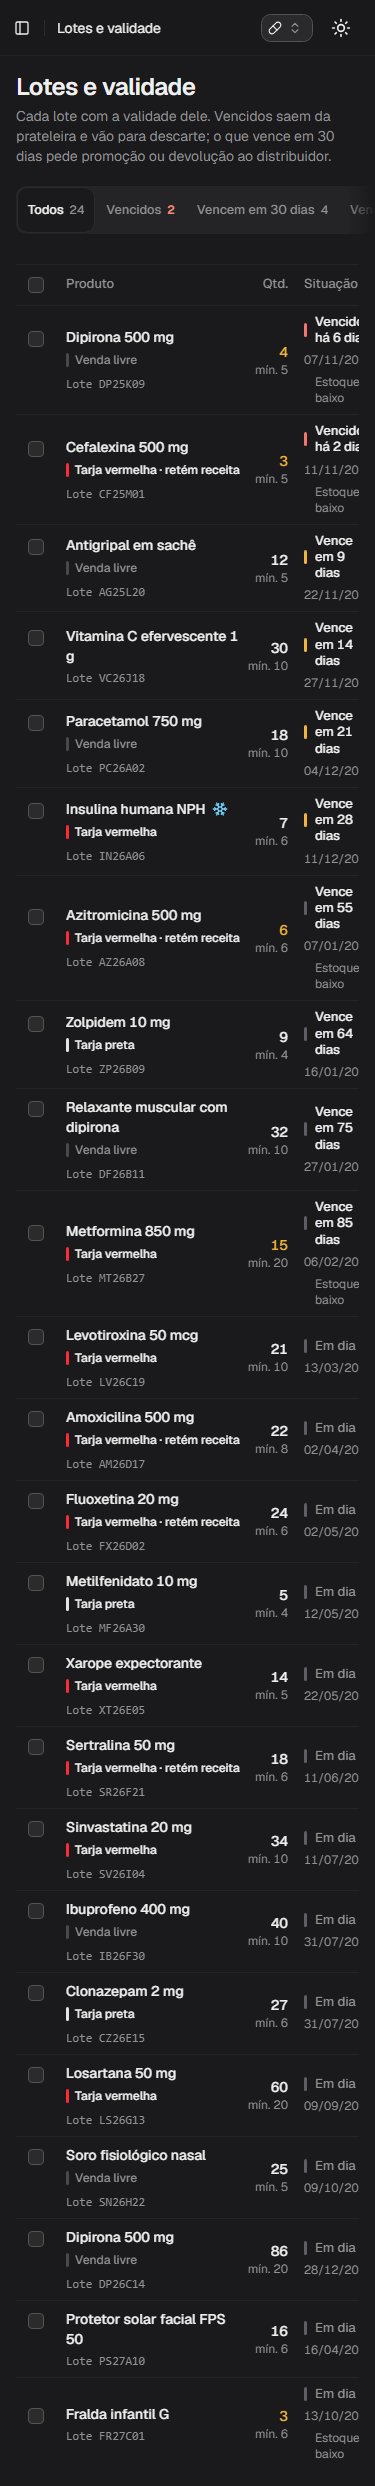 Lotes e validade
Lotes e validade
Cada lote com a validade dele. Vencidos saem da
prateleira e vão para descarte; o que vence em 30
dias pede promoção ou devolução ao distribuidor.
Todos 24 Vencidos 2 Vencem em 30 dias 4
Produto Qtd. Situação
Dipirona 500 mg
Venda livre
Lote DP25K09
4
mín. 5
há 6
07/11/20
Estoque
baixo
Cefalexina 500 mg
Tarja vermelha · retém receita
Lote CF25M01
3
mín. 5
há 2
11/11/20
Estoque
baixo
Antigripal em sachê
Venda livre
Lote AG25L20
12
mín. 5
Vence
em 9
dias
22/11/20
Vitamina C efervescente 1
g
Lote VC26J18
30
mín. 10
Vence
em 14
dias
27/11/20
Paracetamol 750 mg
Venda livre
Lote PC26A02
18
mín. 10
Vence
em 21
dias
04/12/20
Insulina humana NPH
Tarja vermelha
Lote IN26A06
7
mín. 6
Vence
em 28
dias
11/12/20
Azitromicina 500 mg
Tarja vermelha · retém receita
Lote AZ26A08
6
mín. 6
Vence
em 55
dias
07/01/20
Estoque
baixo
Zolpidem 10 mg
Tarja preta
Lote ZP26B09
9
mín. 4
Vence
em 64
dias
16/01/20
Relaxante muscular com
dipirona
Venda livre
Lote DF26B11
32
mín. 10
Vence
em 75
dias
27/01/20
Metformina 850 mg
Tarja vermelha
Lote MT26B27
15
mín. 20
Vence
em 85
dias
06/02/20
Estoque
baixo
Levotiroxina 50 mcg
Tarja vermelha
Lote LV26C19
21
mín. 10
Em dia
13/03/20
Amoxicilina 500 mg
Tarja vermelha · retém receita
Lote AM26D17
22
mín. 8
Em dia
02/04/20
Fluoxetina 20 mg
Tarja vermelha · retém receita
Lote FX26D02
24
mín. 6
Em dia
02/05/20
Metilfenidato 10 mg
Tarja preta
Lote MF26A30
5
mín. 4
Em dia
12/05/20
Xarope expectorante
Tarja vermelha
Lote XT26E05
14
mín. 5
Em dia
22/05/20
Sertralina 50 mg
Tarja vermelha · retém receita
Lote SR26F21
18
mín. 6
Em dia
11/06/20
Sinvastatina 20 mg
Tarja vermelha
Lote SV26I04
34
mín. 10
Em dia
11/07/20
Ibuprofeno 400 mg
Venda livre
Lote IB26F30
40
mín. 10
Em dia
31/07/20
Clonazepam 2 mg
Tarja preta
Lote CZ26E15
27
mín. 6
Em dia
31/07/20
Losartana 50 mg
Tarja vermelha
Lote LS26G13
60
mín. 20
Em dia
09/09/20
Soro fisiológico nasal
Venda livre
Lote SN26H22
25
mín. 5
Em dia
09/10/20
Dipirona 500 mg
Venda livre
Lote DP26C14
86
mín. 20
Em dia
28/12/20
Protetor solar facial FPS
50
Lote PS27A10
16
mín. 6
Em dia
16/04/20
Fralda infantil G
Lote FR27C01
3
mín. 6
Em dia
13/10/20
Estoque
baixo